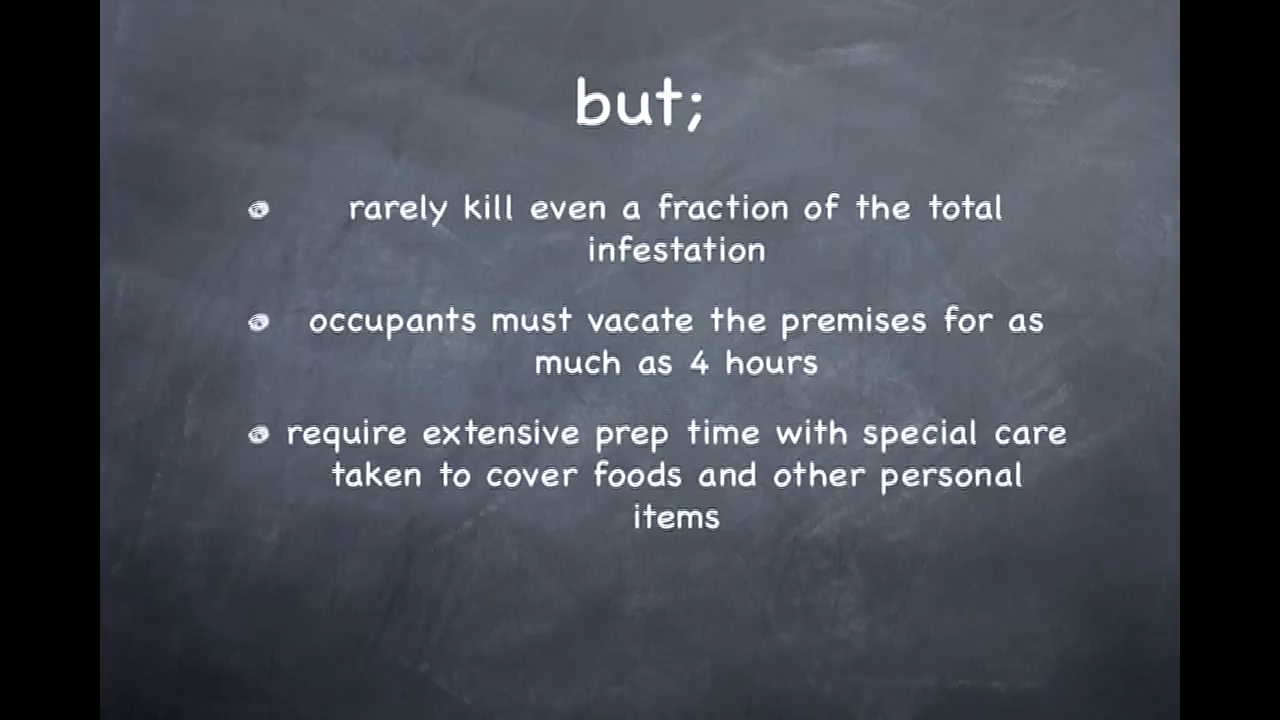 but;
rarely kill even a fraction of the total
infestation
occupants must vacate the premises for as
much as 4 hours
require extensive prep time with special care
taken to cover foods and other personal
items